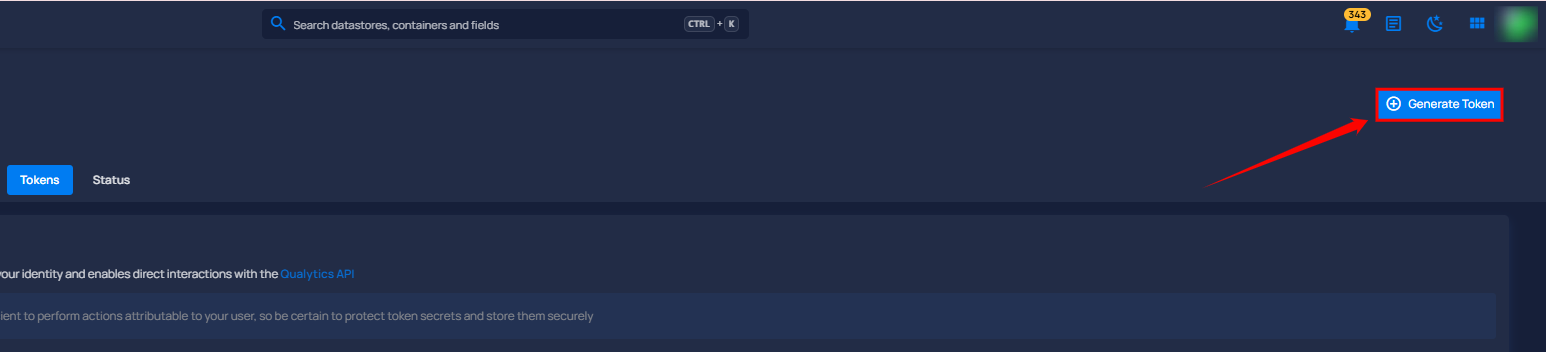 343
Search datastores, containers and fields CTRL + K
Generate Token
Tokens Status
your identity and enables direct interactions with the Qualytics API
ient to perform actions attributable to your user, so be certain to protect token secrets and store them securely